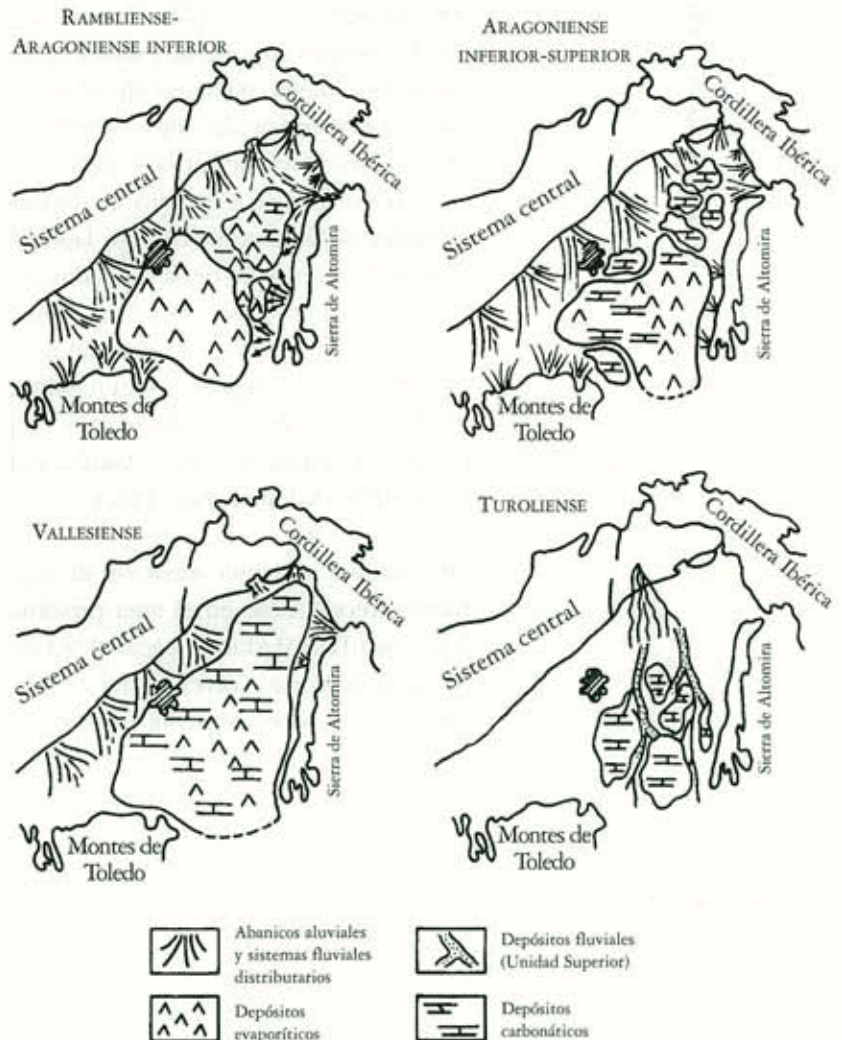 RAMBLIENSE-
ARAGONIENSE INFERIOR
Cordillera Ibérica
Sistema central
Sierra de Altomira
Montes de
Toledo
ARAGONIENSE
INFERIOR-SUPERIOR
Cordillera Ibérica
Sistema central
Sierra de Altomira
Montes de
Toledo
VALLESIENSE
Cordillera Ibérica
Sistema central
Sierra de Altomira
Montes de
Toledo
TUROLIENSE
Cordillera Ibérica
Sistema central
Sierra de Altomira
Montes de
Toledo
Abanicos aluviales
y sistemas fluviales
distributarios
Depósitos fluviales
(Unidad Superior)
Depósitos
evaporíticos
Depósitos
carbonáticos